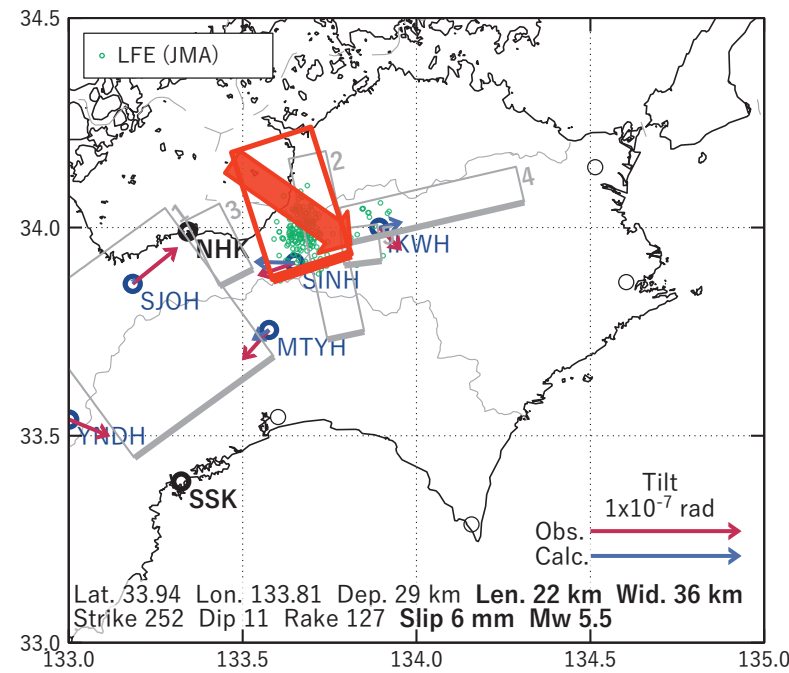 34.5
LFE (JMA)
2
4
1
3
34.0
NHK
KWH
SINH
SJOH
MTYH
33.5
YNDH
SSK
Tilt
1x10-7 rad
Obs.
Calc.
Lat. 33.94 Lon. 133.81 Dep. 29 km Len. 22 km Wid. 36 km
Strike 252 Dip 11 Rake 127 Slip 6 mm Mw 5.5
33.0
133.0 133.5 134.0 134.5 135.0